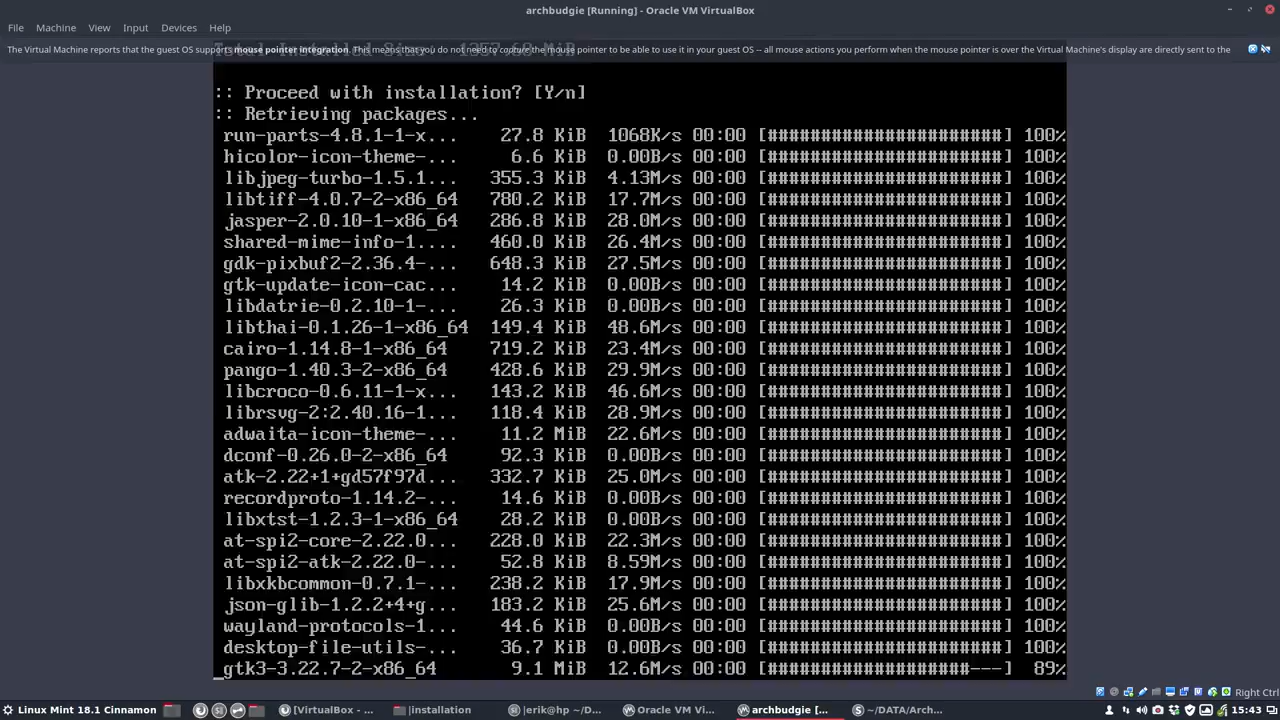 archbudgie [Running] - Oracle VM VirtualBox
File Machine View Input Devices Help
The Virtual Machine reports that the guest OS supports mouse pointer integration. This means that you do not need to capture the mouse pointer to be able to use it in your guest OS -- all mouse actions you perform when the mouse pointer is over the Virtual Machine's display are directly sent to the
Total Installed Size: 1357.68 MiB
:: Proceed with installation? [Y/n]
:: Retrieving packages...
run-parts-4.8.1-1-x... 27.8 KiB 1068K/s 00:00 [######################] 100%
hicolor-icon-theme-... 6.6 KiB 0.00B/s 00:00 [######################] 100%
libjpeg-turbo-1.5.1... 355.3 KiB 4.13M/s 00:00 [######################] 100%
libtiff-4.0.7-2-x86_64 780.2 KiB 17.7M/s 00:00 [######################] 100%
jasper-2.0.10-1-x86_64 286.8 KiB 28.0M/s 00:00 [######################] 100%
shared-mime-info-1.... 460.0 KiB 26.4M/s 00:00 [######################] 100%
gdk-pixbuf2-2.36.4-... 648.3 KiB 27.5M/s 00:00 [######################] 100%
gtk-update-icon-cac... 14.2 KiB 0.00B/s 00:00 [######################] 100%
libdatrie-0.2.10-1-... 26.3 KiB 0.00B/s 00:00 [######################] 100%
libthai-0.1.26-1-x86_64 149.4 KiB 48.6M/s 00:00 [######################] 100%
cairo-1.14.8-1-x86_64 719.2 KiB 23.4M/s 00:00 [######################] 100%
pango-1.40.3-2-x86_64 428.6 KiB 29.9M/s 00:00 [######################] 100%
libcroco-0.6.11-1-x... 143.2 KiB 46.6M/s 00:00 [######################] 100%
librsvg-2:2.40.16-1... 118.4 KiB 28.9M/s 00:00 [######################] 100%
adwaita-icon-theme-... 11.2 MiB 22.6M/s 00:00 [######################] 100%
dconf-0.26.0-2-x86_64 92.3 KiB 0.00B/s 00:00 [######################] 100%
atk-2.22+1+gd57f97d... 332.7 KiB 25.0M/s 00:00 [######################] 100%
recordproto-1.14.2-... 14.6 KiB 0.00B/s 00:00 [######################] 100%
libxtst-1.2.3-1-x86_64 28.2 KiB 0.00B/s 00:00 [######################] 100%
at-spi2-core-2.22.0... 228.0 KiB 22.3M/s 00:00 [######################] 100%
at-spi2-atk-2.22.0-... 52.8 KiB 8.59M/s 00:00 [######################] 100%
libxkbcommon-0.7.1-... 238.2 KiB 17.9M/s 00:00 [######################] 100%
json-glib-1.2.2+4+g... 183.2 KiB 25.6M/s 00:00 [######################] 100%
wayland-protocols-1... 44.6 KiB 0.00B/s 00:00 [######################] 100%
desktop-file-utils-... 36.7 KiB 0.00B/s 00:00 [######################] 100%
gtk3-3.22.7-2-x86_64 9.1 MiB 12.6M/s 00:00 [###################---] 89%
Right Ctrl
Linux Mint 18.1 Cinnamon [VirtualBox - ... |installation |erik@hp ~/D... Oracle VM Vi... archbudgie [... ~/DATA/Arch... 15:43